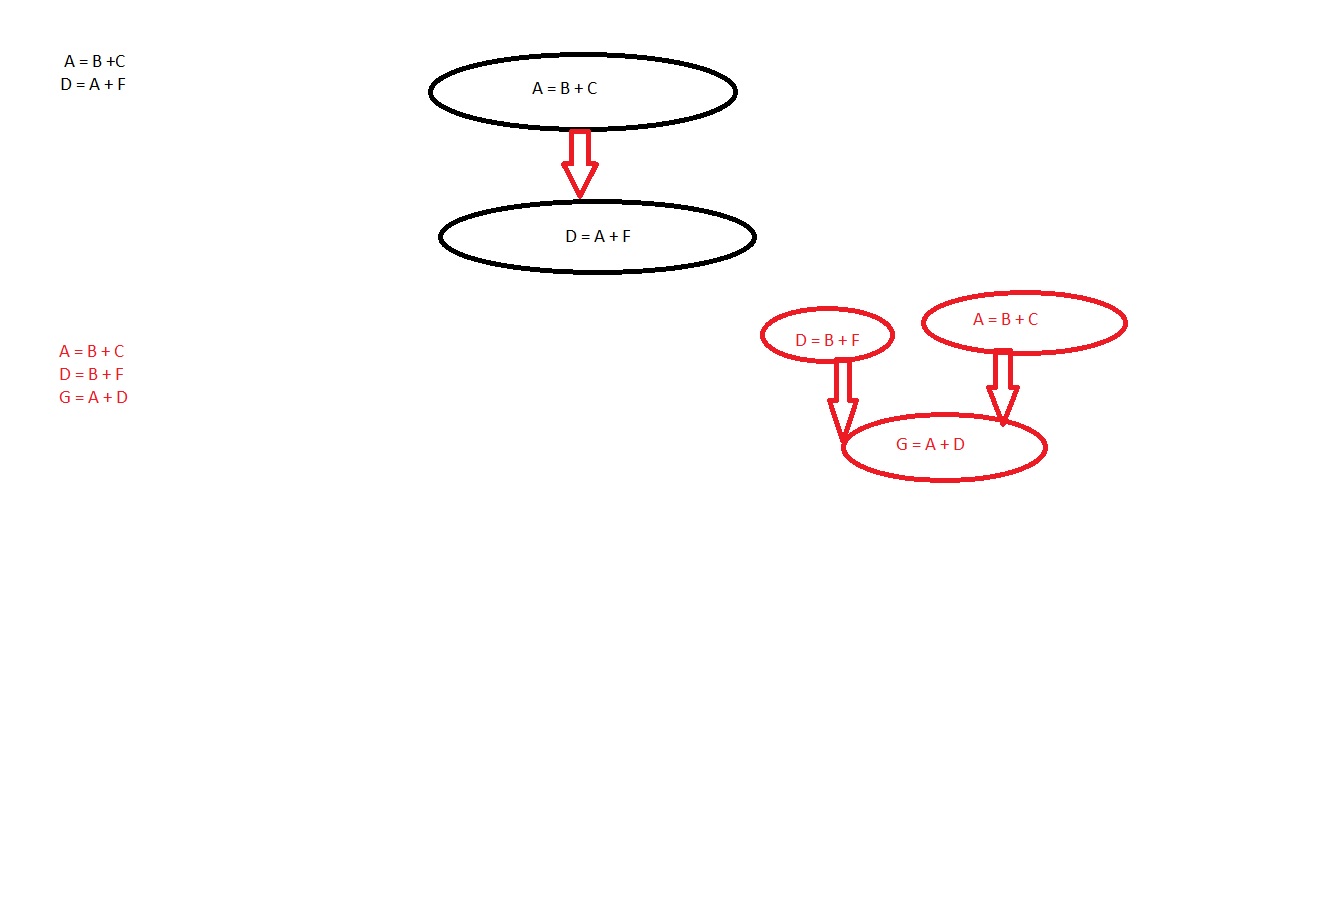 A = B +C
D = A + F
A = B + C
D = A + F
A = B + C
D = B + F
G = A + D
D = B + F
A = B + C
G = A + D